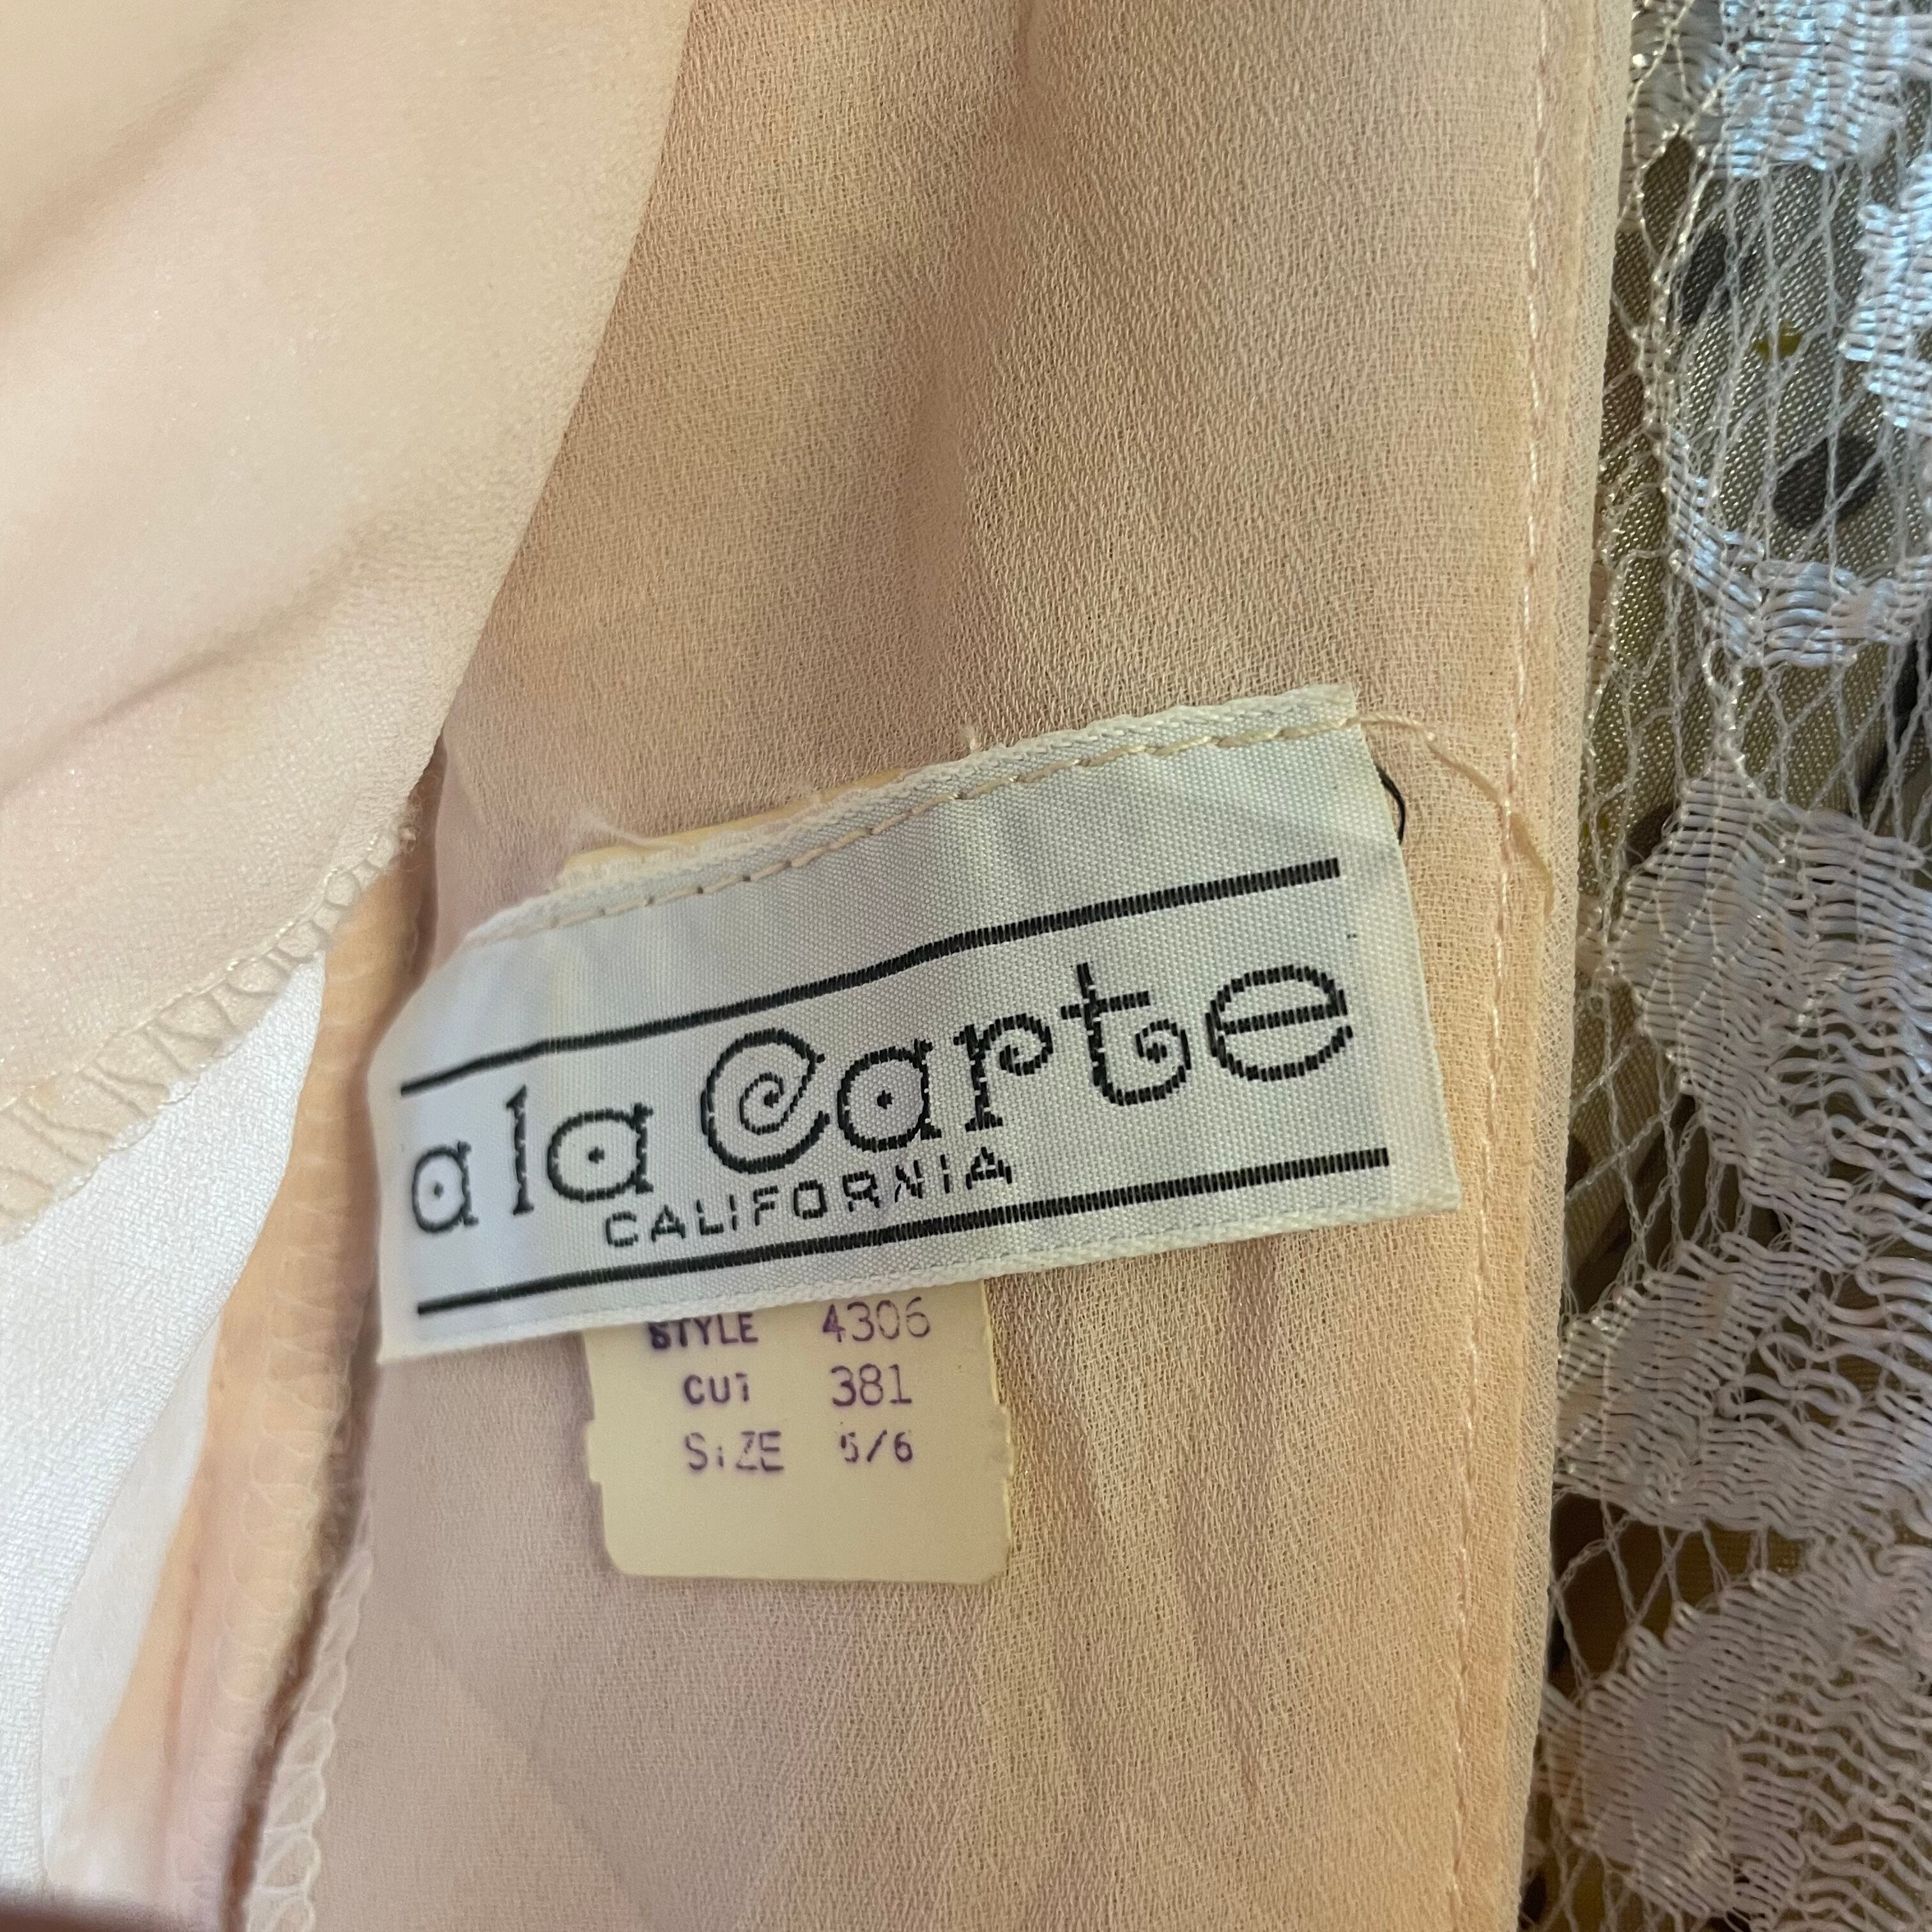 a la Carte
CALIFORNIA
STYLE 4306
CUT 381
SIZE 5/6